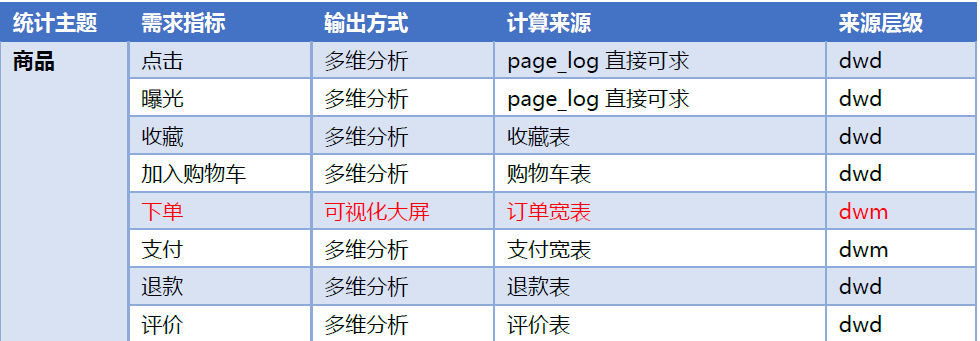 统计主题 需求指标 输出方式 计算来源 来源层级
商品 点击 多维分析 page_log 直接可求 dwd
曝光 多维分析 page_log 直接可求 dwd
收藏 多维分析 收藏表 dwd
加入购物车 多维分析 购物车表 dwd
下单 可视化大屏 订单宽表 dwm
支付 多维分析 支付宽表 dwm
退款 多维分析 退款表 dwd
评价 多维分析 评价表 dwd